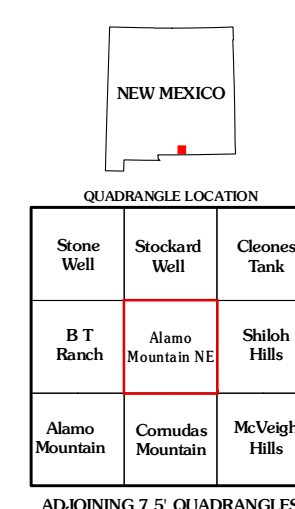 NEW MEXICO
QUADRANGLE LOCATION
Stone Stockard Cleones
Well Well Tank
B T Alamo Shiloh
Ranch Mountain NE Hills
Alamo Cornudas McVeigh
Mountain Mountain Hills
ADJOINING 7.5' QUADRANGLES